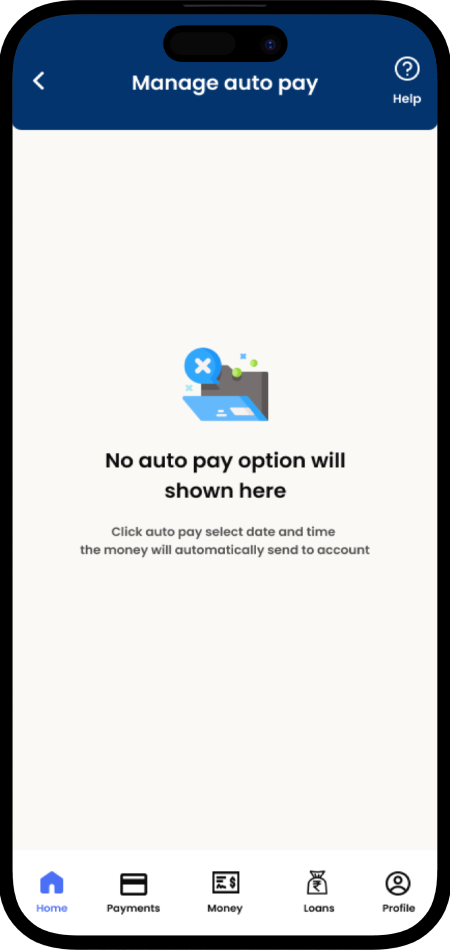 Manage auto pay
Help
No auto pay option will
shown here
Click auto pay select date and time
the money will automatically send to account
Home
Payments
Money
Loans
Profile